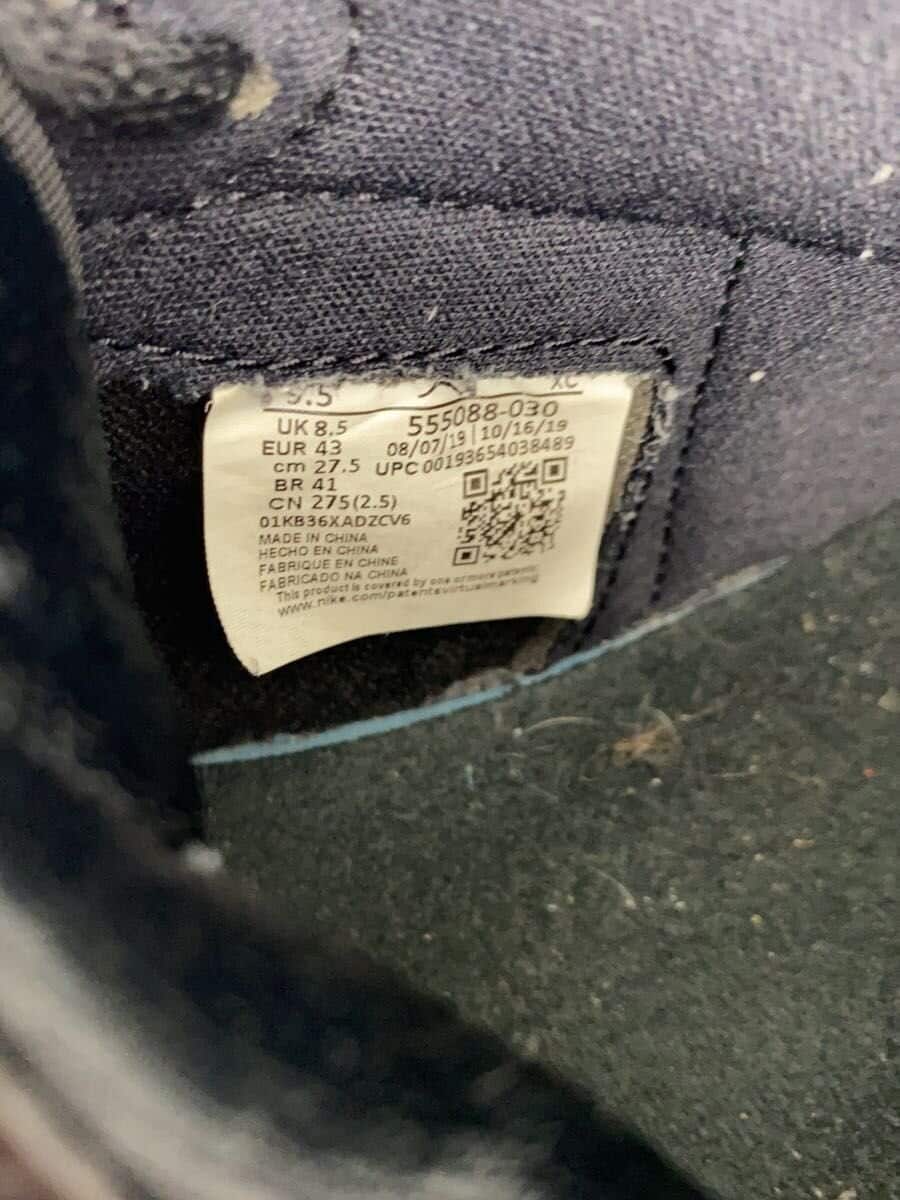 9.5 XC
UK 8.5 555088-030
EUR 43 08/07/19 | 10/16/19
cm 27.5 UPC 00193654038489
BR 41
CN 275(2.5)
01KB36XADZCV6
MADE IN CHINA
HECHO EN CHINA
FABRIQUE EN CHINE
FABRICADO NA CHINA
This product is covered by one or more patents
www.nike.com/patentsvirtualmarking